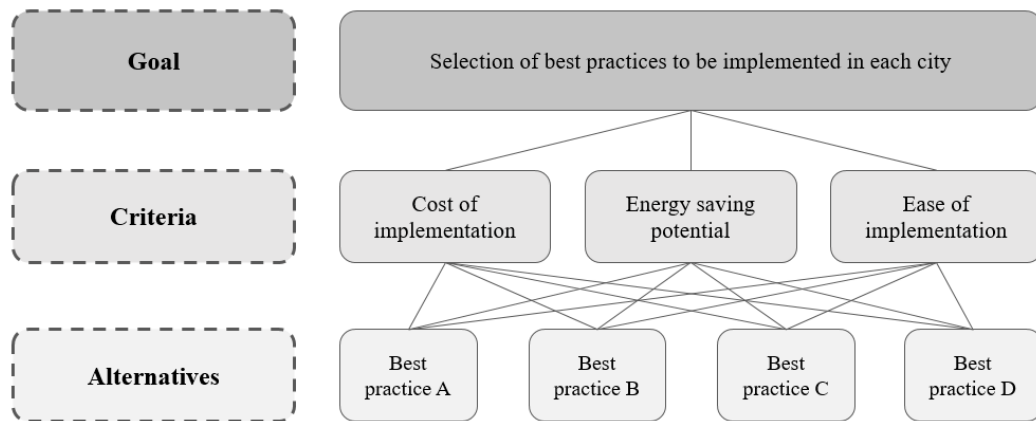 Goal
Selection of best practices to be implemented in each city
Criteria
Cost of
implementation
Energy saving
potential
Ease of
implementation
Alternatives
Best
practice A
Best
practice B
Best
practice C
Best
practice D